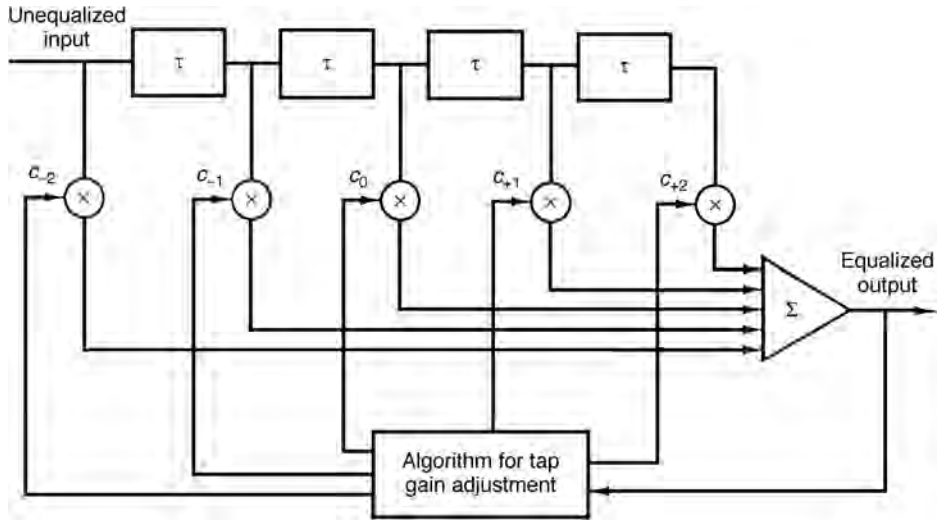 Unequalized
input
τ
τ
τ
τ
c–2
c–1
c0
c+1
c+2
×
×
×
×
×
Equalized
output
Σ
Algorithm for tap
gain adjustment